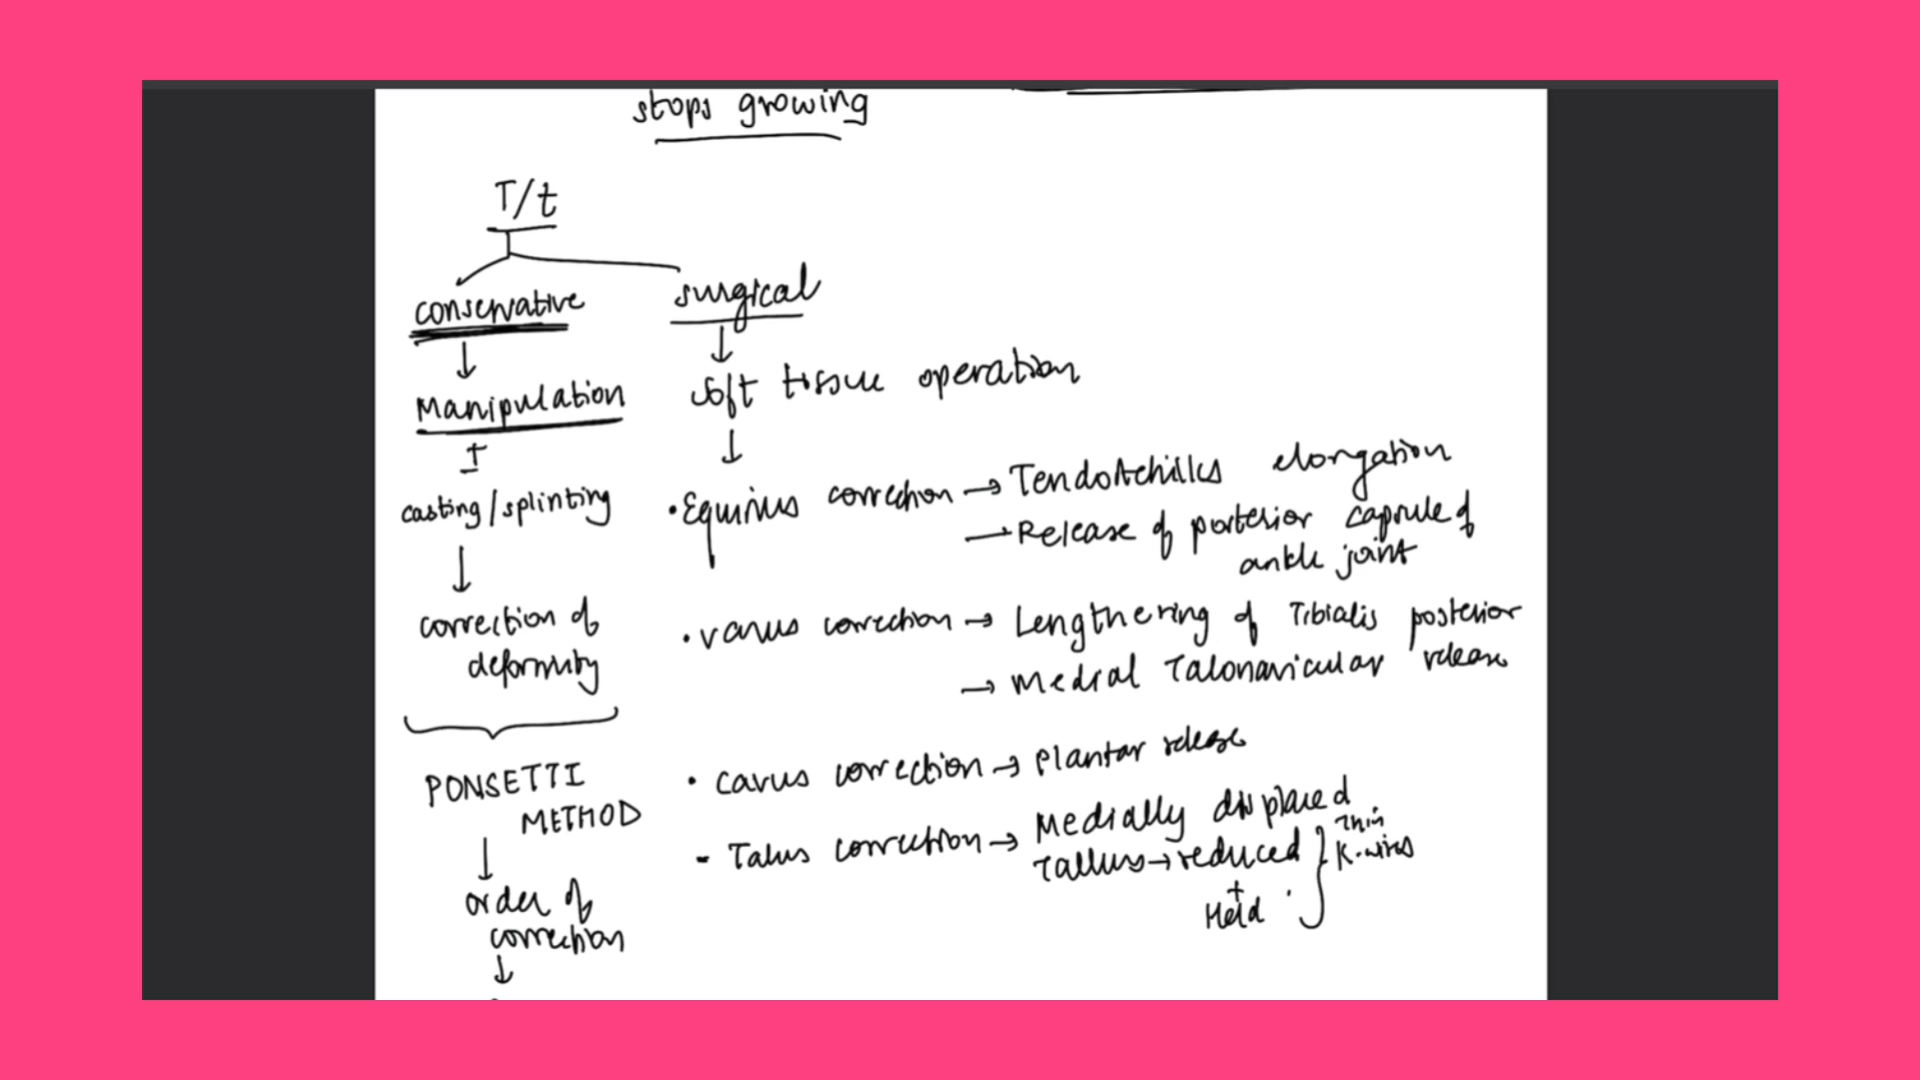 stops growing
T/t
conservative
surgical
Manipulation
soft tissue operation
±
casting/splinting
•Equinus correction → TendoAchilles elongation
→ Release of posterior capsule of
ankle joint
correction of
deformity
• varus correction → Lengthening of Tibialis posterior
→ Medial Talonavicular release
PONSETTI
METHOD
• cavus correction → plantar release
- Talus correction → Medially displaced
Tallus → reduced } Thin
K-wires
+
Held
order of
correction